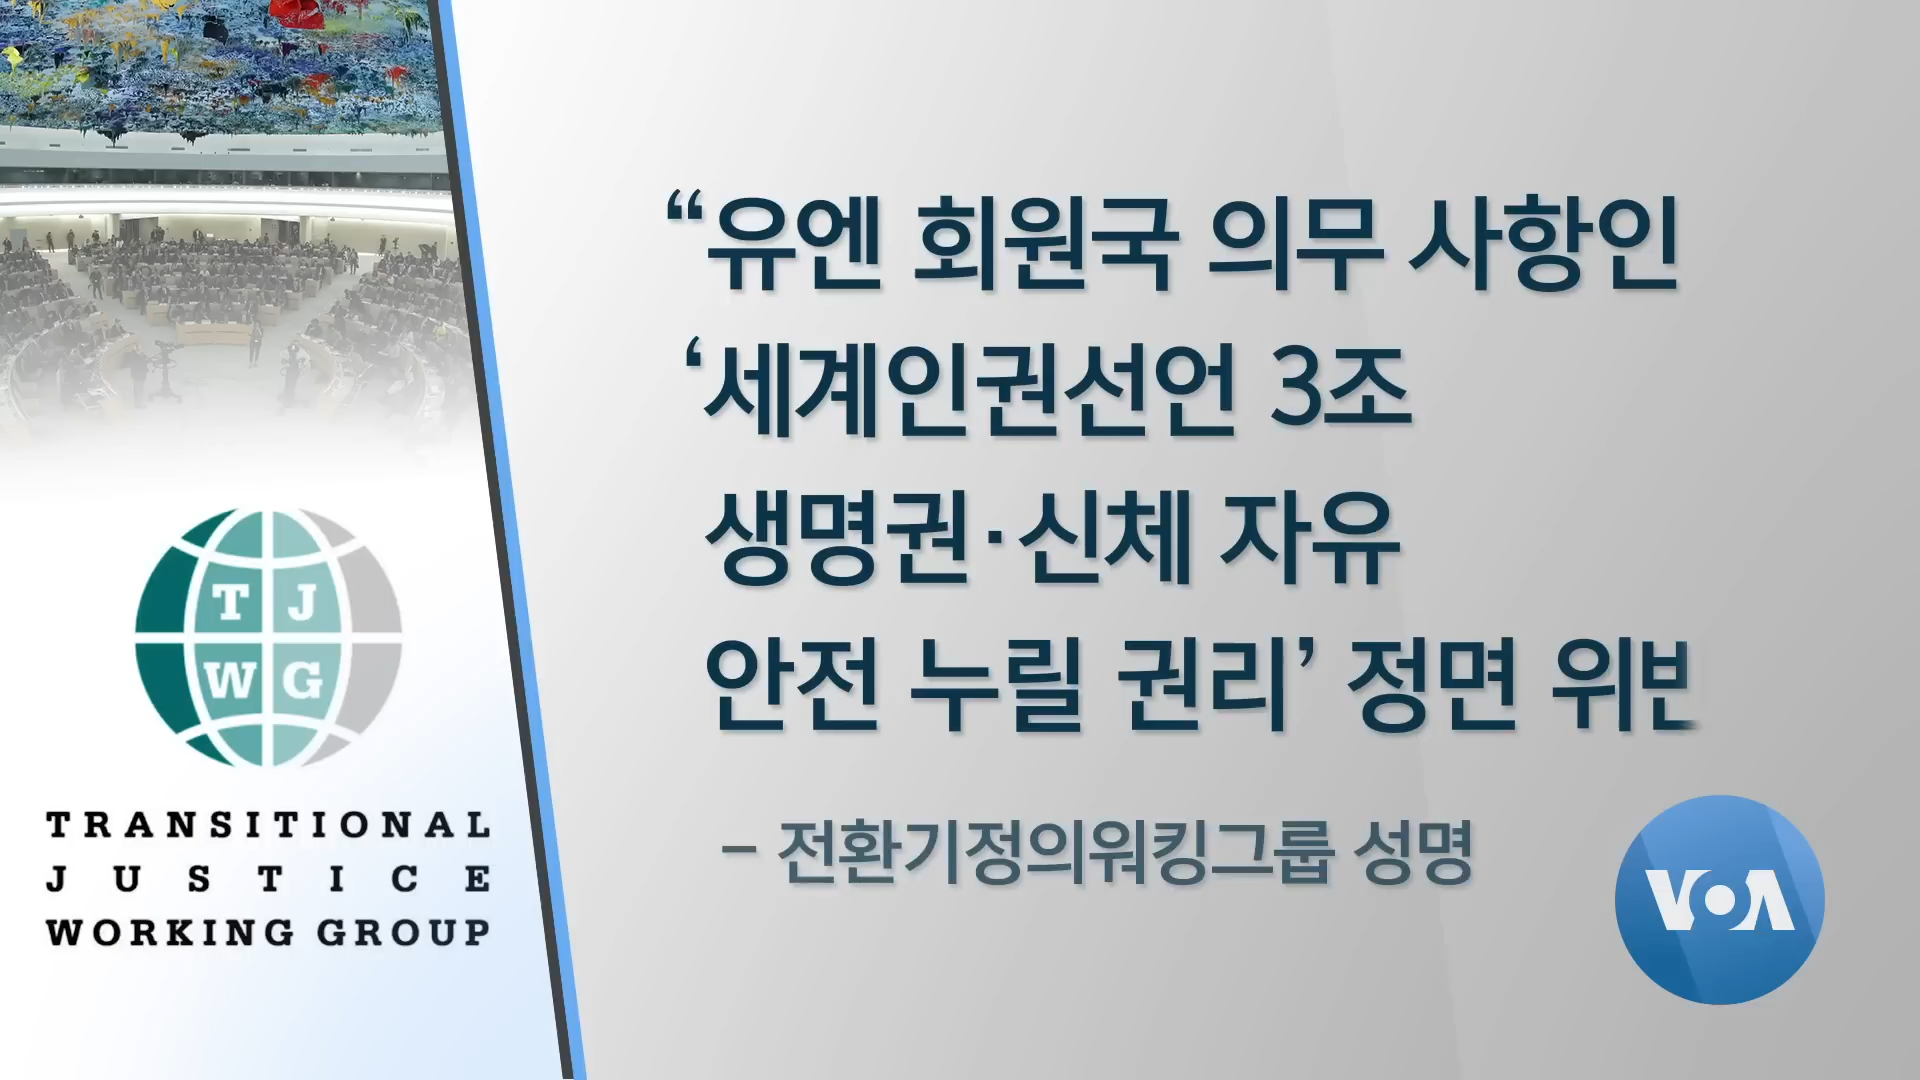 “유엔 회원국 의무 사항인
‘세계인권선언 3조
생명권·신체 자유
안전 누릴 권리’ 정면
- 전환기정의워킹그룹 성명
T J
W G
TRANSITIONAL
JUSTICE
WORKING GROUP
VOA